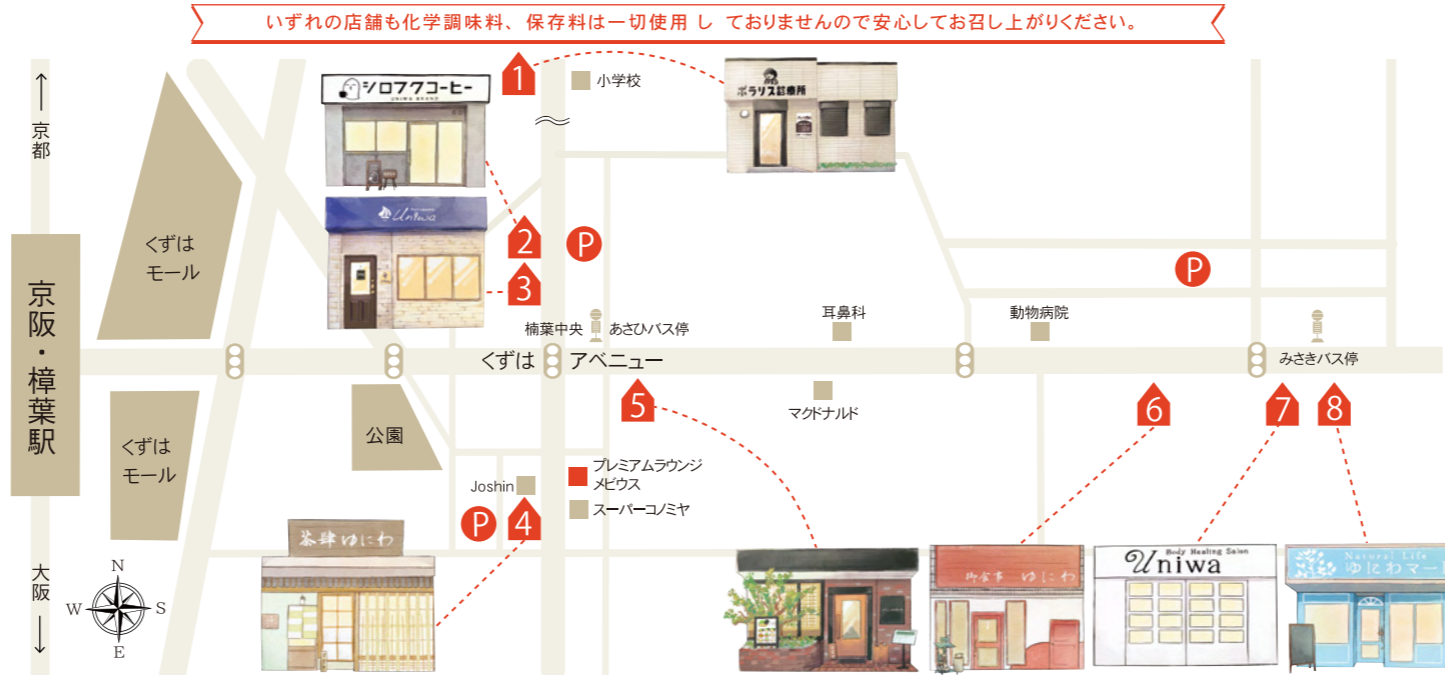 いずれの店舗も化学調味料、保存料は一切使用 し ておりませんので安心してお召し上がりください。
京都
京阪・樟葉駅
大阪
くずは
モール
くずは
モール
シロフクコーヒー
UNIWA BRAND
1
小学校
ポラリス診療所
Uniwa
2
P
3
P
楠葉中央
あさひバス停
耳鼻科
動物病院
くずは
アベニュー
みさきバス停
公園
5
マクドナルド
6
7
8
Joshin
プレミアムラウンジ
メビウス
スーパーコノミヤ
P
4
茶肆ゆにわ
御食事 ゆにわ
Body Healing Salon
Uniwa
Natural Life
ゆにわマート
N
W
S
E